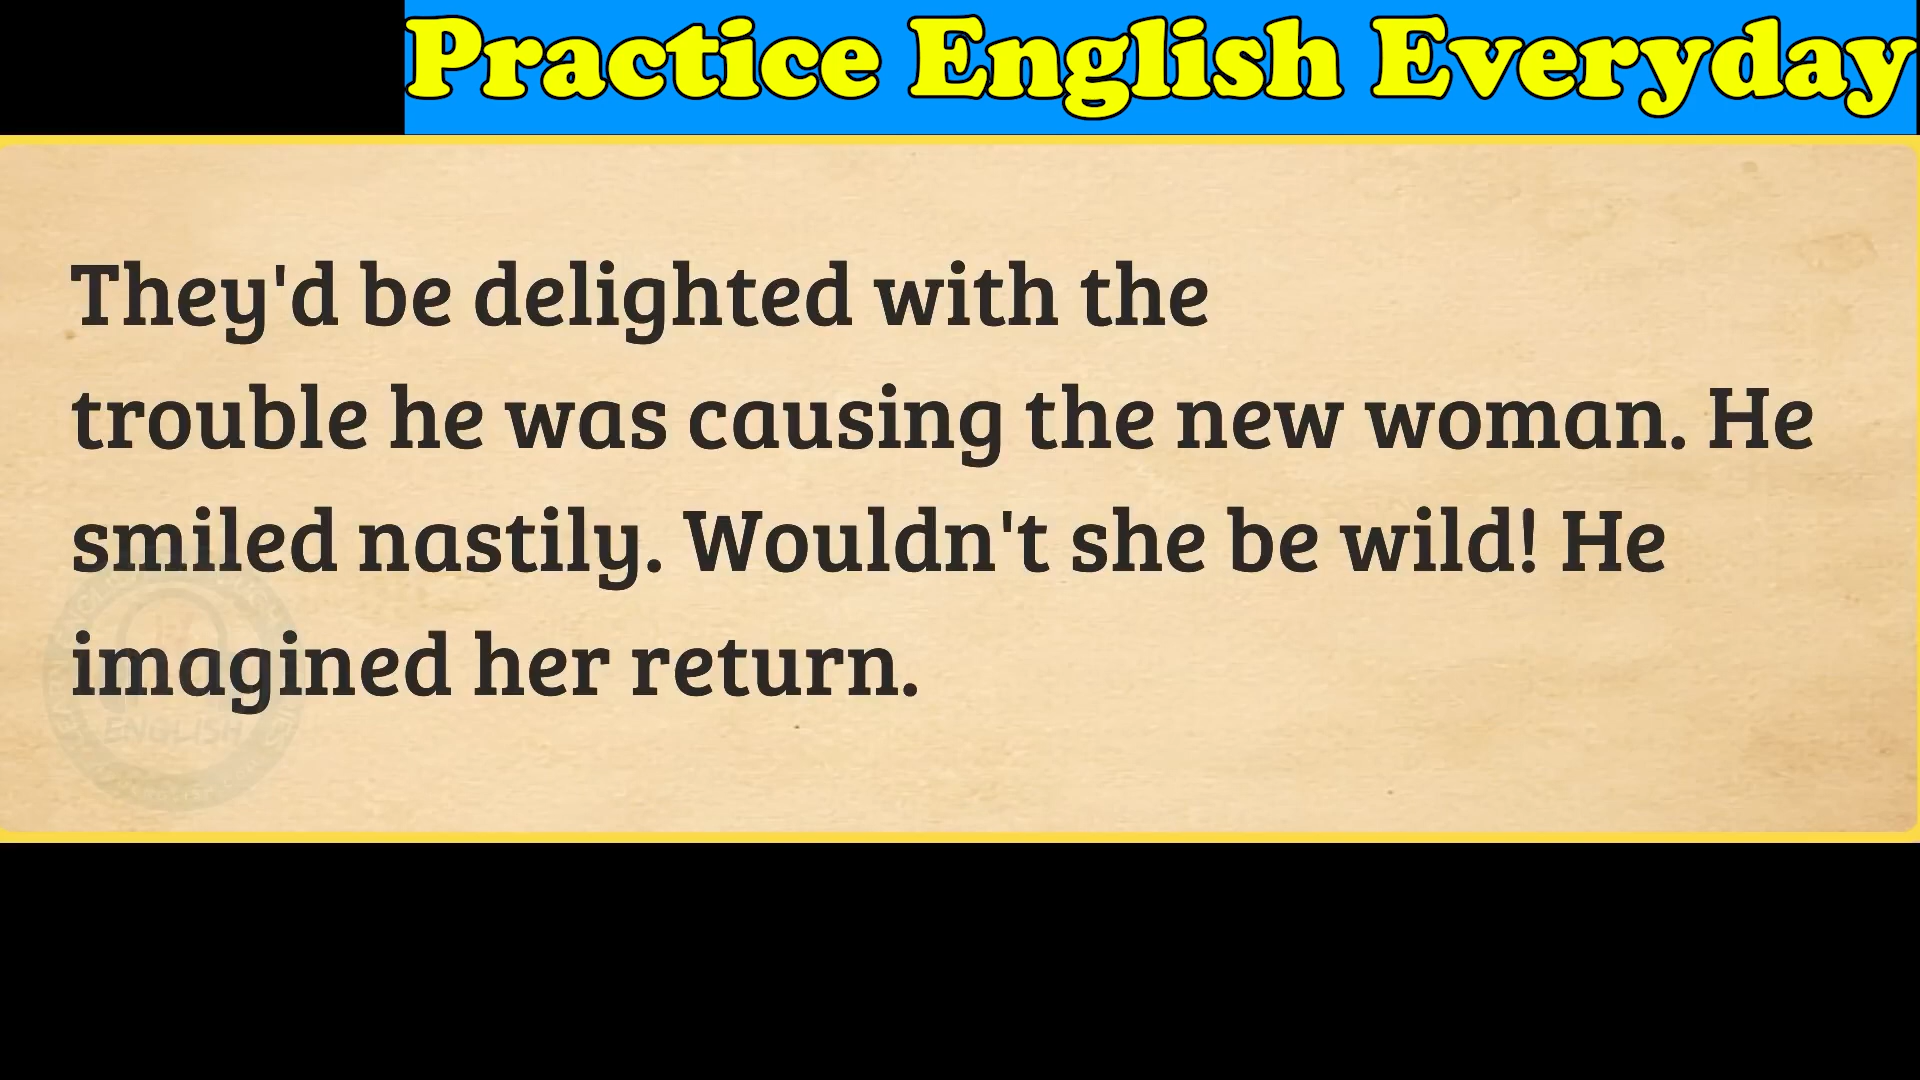 Practice English Everyday
They'd be delighted with the
trouble he was causing the new woman. He
smiled nastily. Wouldn't she be wild! He
imagined her return.
ENGLISH